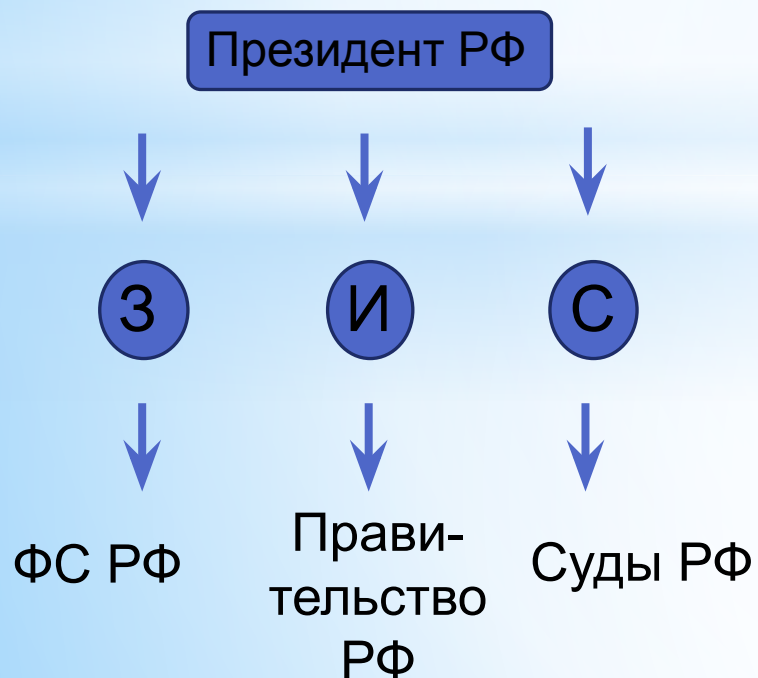 Президент РФ
З
И
С
ФС РФ
Прави-
тельство
РФ
Суды РФ